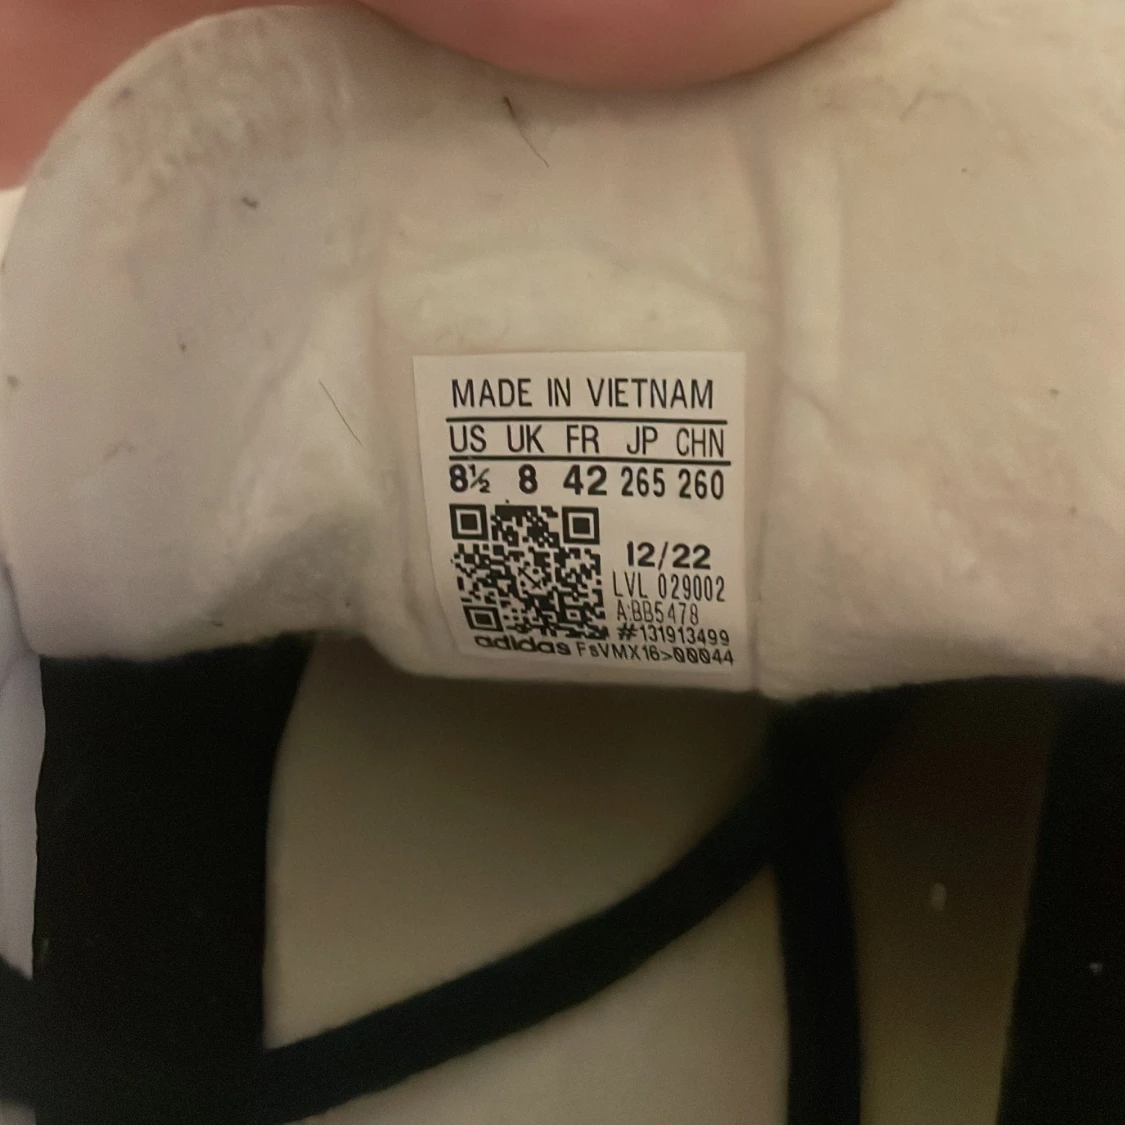 MADE IN VIETNAM
US UK FR JP CHN
8½ 8 42 265 260
12/22
LVL 029002
A:BB5478
#131913499
adidas FsVMX16>00044